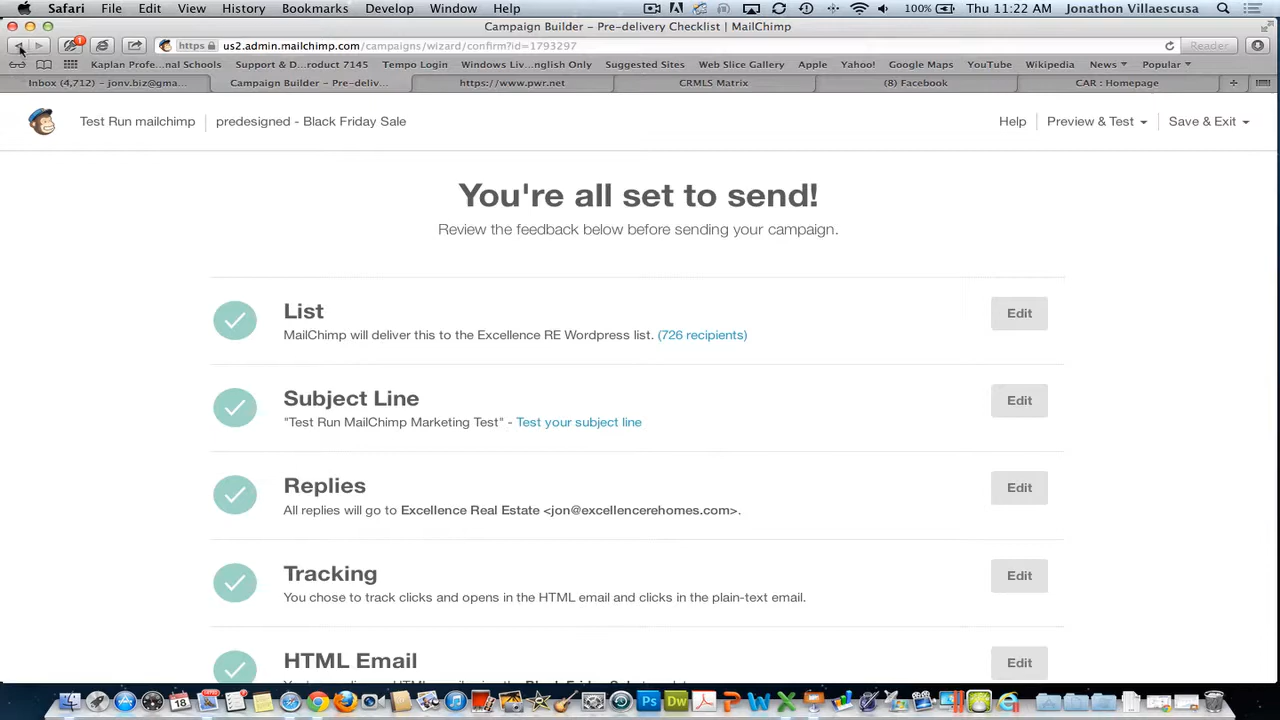 Safari File Edit View History Bookmarks Develop Window Help 100% Thu 11:22 AM Jonathon Villaescusa
Campaign Builder – Pre-delivery Checklist | MailChimp
1 https us2.admin.mailchimp.com/campaigns/wizard/confirm?id=1793297 Reader
Kaplan Profe...nal Schools Support & D...roduct 7145 Tempo Login Windows Liv...nglish Only Suggested Sites Web Slice Gallery Apple Yahoo! Google Maps YouTube Wikipedia News Popular
Inbox (4,712) – jonv.biz@gma... Campaign Builder – Pre-deliv... https://www.pwr.net CRMLS Matrix (8) Facebook CAR : Homepage
Test Run mailchimp predesigned - Black Friday Sale Help Preview & Test Save & Exit
You're all set to send!
Review the feedback below before sending your campaign.
List
Edit
MailChimp will deliver this to the Excellence RE Wordpress list. (726 recipients)
Subject Line
Edit
"Test Run MailChimp Marketing Test" - Test your subject line
Replies
Edit
All replies will go to Excellence Real Estate <jon@excellencerehomes.com>.
Tracking
Edit
You chose to track clicks and opens in the HTML email and clicks in the plain-text email.
HTML Email
Edit
18 Ps Dw P W X